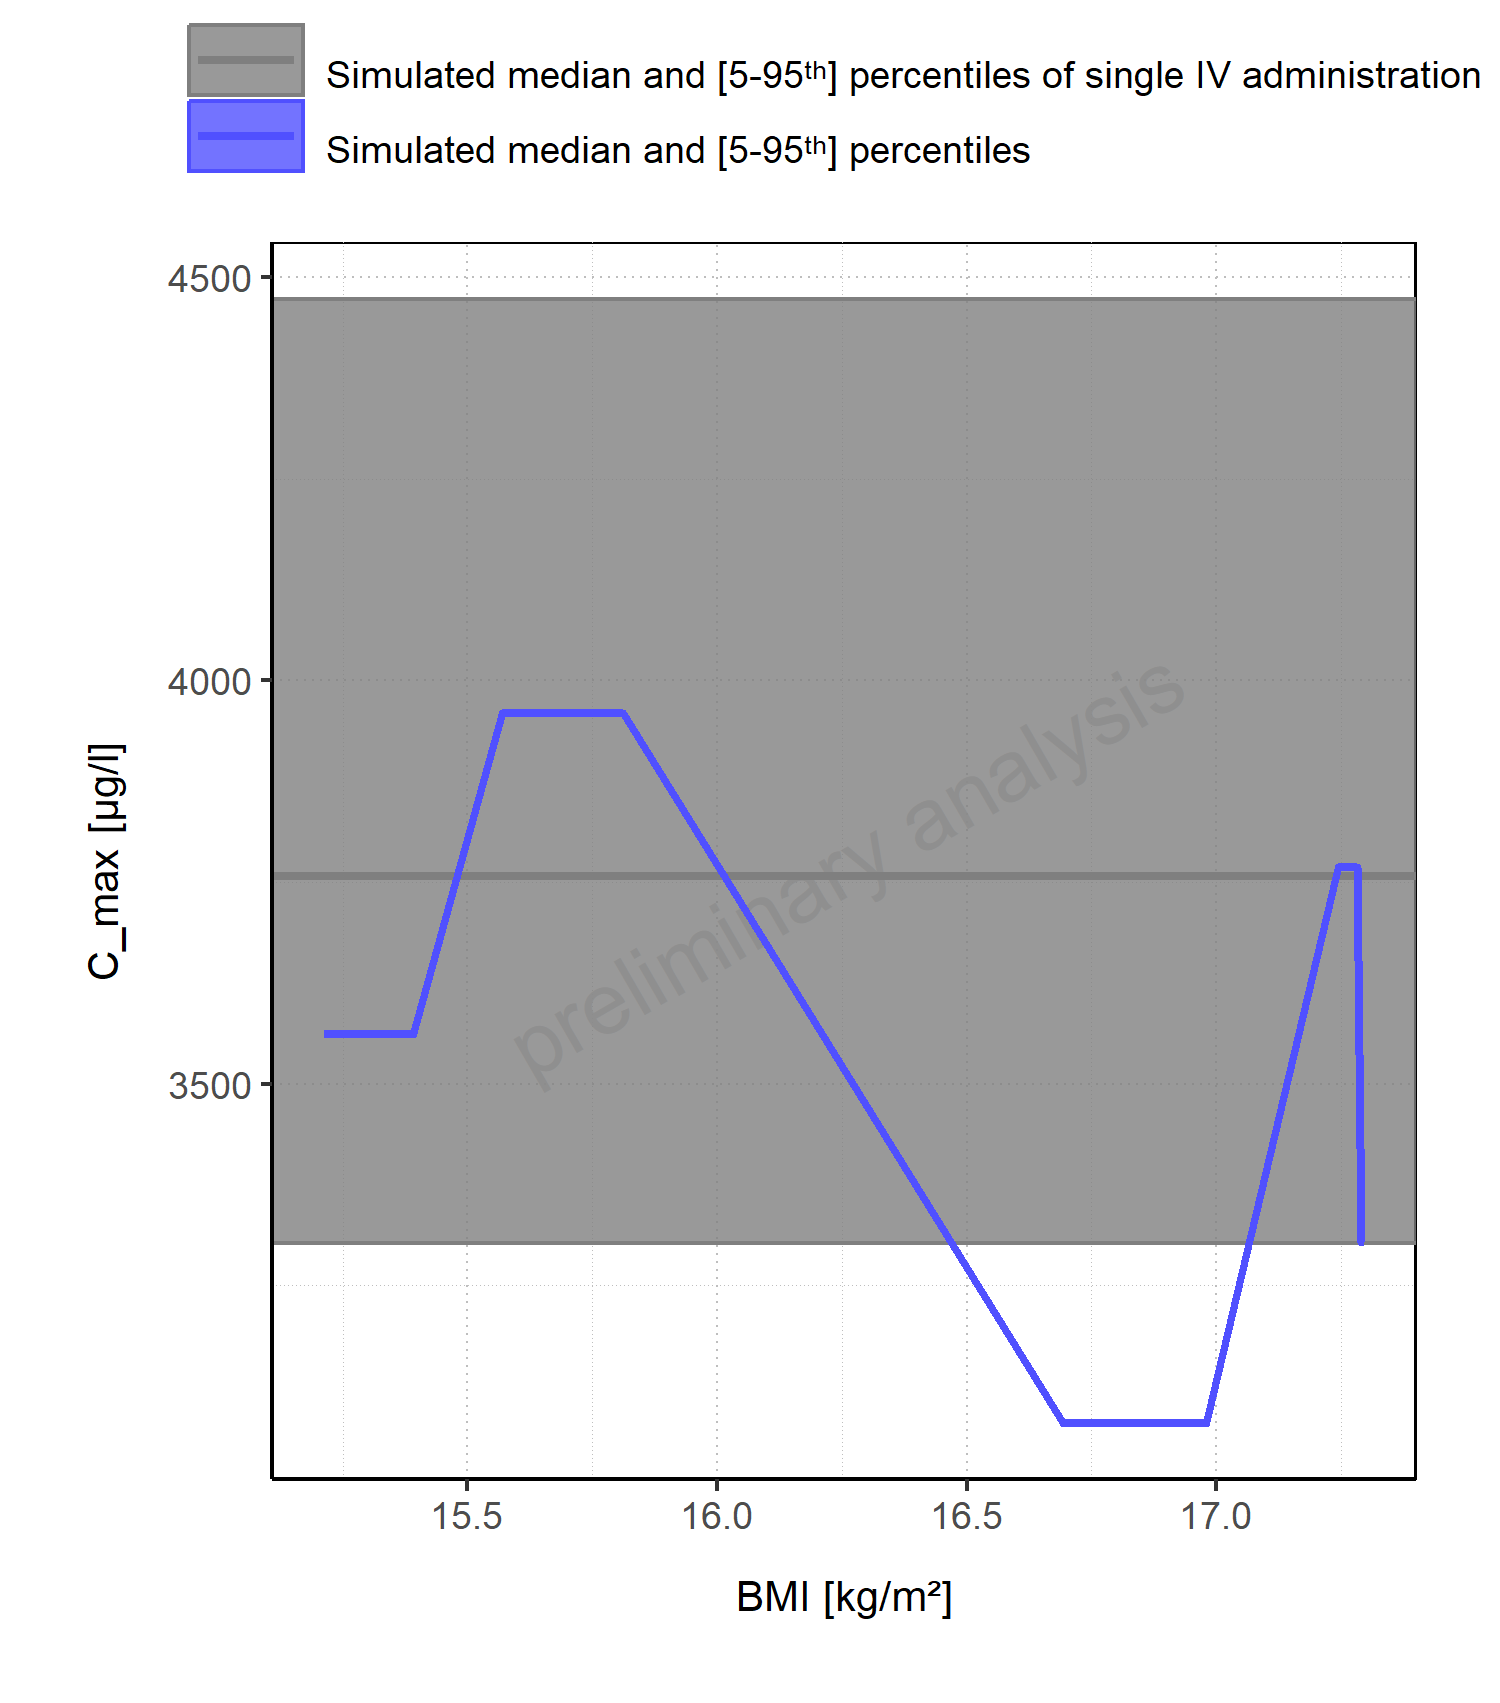 Simulated median and [5-95ᵗʰ] percentiles of single IV administration
Simulated median and [5-95ᵗʰ] percentiles
4500
4000
3500
C_max [µg/l]
preliminary analysis
15.5 16.0 16.5 17.0
BMI [kg/m²]